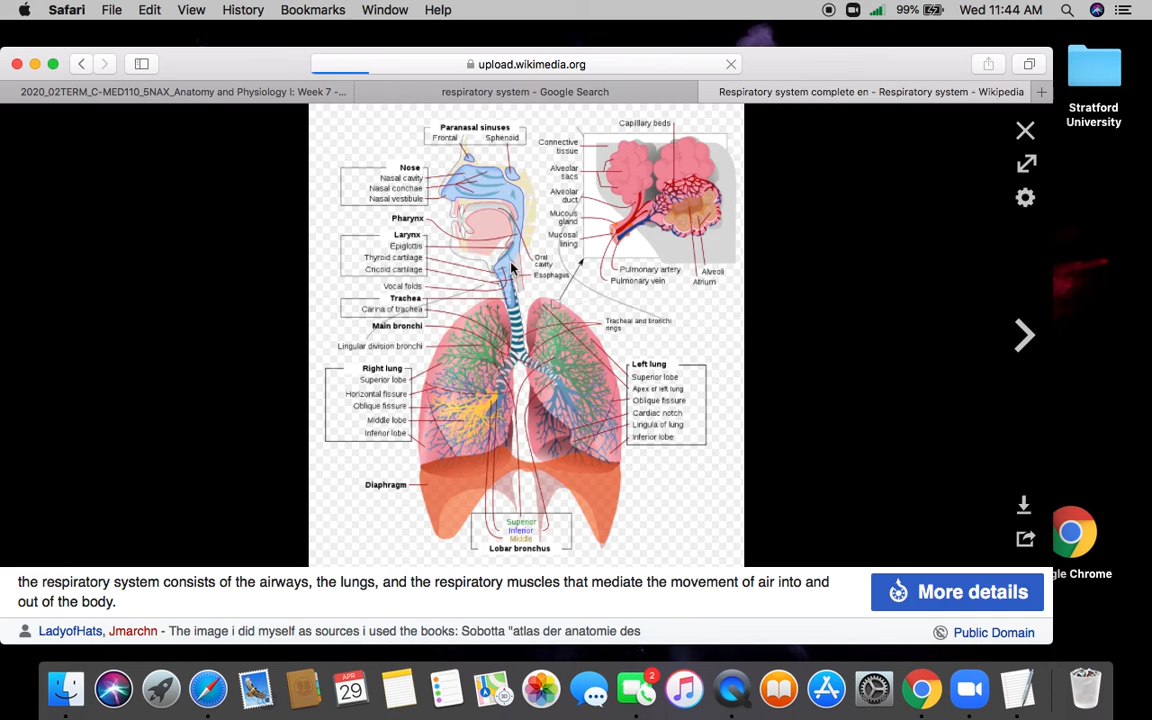 Safari File Edit View History Bookmarks Window Help
99% Wed 11:44 AM
upload.wikimedia.org
2020_02TERM_C-MED110_5NAX_Anatomy and Physiology I: Week 7 -...
respiratory system - Google Search
Respiratory system complete en - Respiratory system - Wikipedia
Stratford
University
Paranasal sinuses
Frontal Sphenoid
Nose
Nasal cavity
Nasal conchae
Nasal vestibule
Pharynx
Larynx
Epiglottis
Thyroid cartilage
Cricoid cartilage
Vocal folds
Trachea
Carina of trachea
Main bronchi
Lingular division bronchi
Right lung
Superior lobe
Horizontal fissure
Oblique fissure
Middle lobe
Inferior lobe
Diaphragm
Capillary beds
Connective
tissue
Alveolar
sacs
Alveolar
duct
Mucous
gland
Mucosal
lining
Pulmonary artery
Pulmonary vein
Alveoli
Atrium
Oral
cavity
Esophagus
Tracheal and bronchi
rings
Left lung
Superior lobe
Apex of left lung
Oblique fissure
Cardiac notch
Lingula of lung
Inferior lobe
Superior
Inferior
Middle
Lobar bronchus
gle Chrome
the respiratory system consists of the airways, the lungs, and the respiratory muscles that mediate the movement of air into and
out of the body.
More details
LadyofHats, Jmarchn - The image i did myself as sources i used the books: Sobotta "atlas der anatomie des
Public Domain
APR
29
2